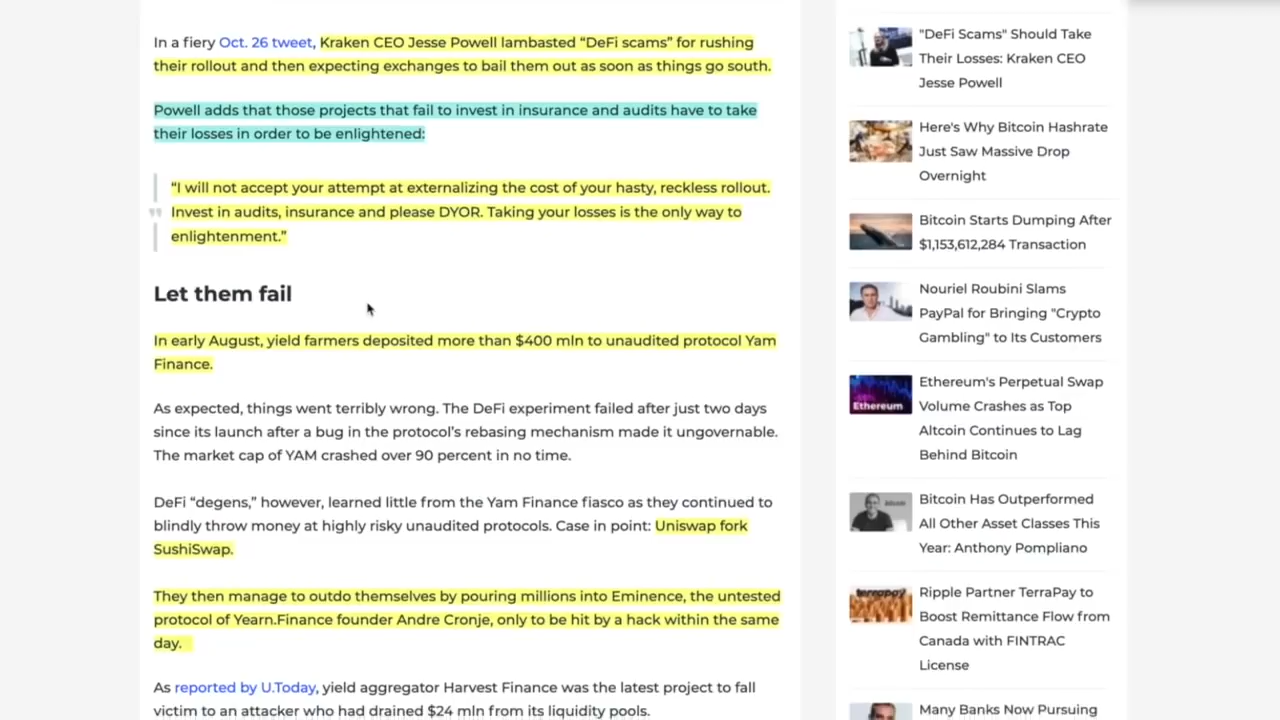 In a fiery Oct. 26 tweet, Kraken CEO Jesse Powell lambasted “DeFi scams” for rushing
their rollout and then expecting exchanges to bail them out as soon as things go south.
Powell adds that those projects that fail to invest in insurance and audits have to take
their losses in order to be enlightened:
“I will not accept your attempt at externalizing the cost of your hasty, reckless rollout.
Invest in audits, insurance and please DYOR. Taking your losses is the only way to
enlightenment.”
Let them fail
In early August, yield farmers deposited more than $400 mln to unaudited protocol Yam
Finance.
As expected, things went terribly wrong. The DeFi experiment failed after just two days
since its launch after a bug in the protocol’s rebasing mechanism made it ungovernable.
The market cap of YAM crashed over 90 percent in no time.
DeFi “degens,” however, learned little from the Yam Finance fiasco as they continued to
blindly throw money at highly risky unaudited protocols. Case in point: Uniswap fork
SushiSwap.
They then manage to outdo themselves by pouring millions into Eminence, the untested
protocol of Yearn.Finance founder Andre Cronje, only to be hit by a hack within the same
day.
As reported by U.Today, yield aggregator Harvest Finance was the latest project to fall
victim to an attacker who had drained $24 mln from its liquidity pools.
"DeFi Scams" Should Take
Their Losses: Kraken CEO
Jesse Powell
Here's Why Bitcoin Hashrate
Just Saw Massive Drop
Overnight
Bitcoin Starts Dumping After
$1,153,612,284 Transaction
Nouriel Roubini Slams
PayPal for Bringing "Crypto
Gambling" to Its Customers
Ethereum
Ethereum's Perpetual Swap
Volume Crashes as Top
Altcoin Continues to Lag
Behind Bitcoin
Bitcoin Has Outperformed
All Other Asset Classes This
Year: Anthony Pompliano
terrapay
Ripple Partner TerraPay to
Boost Remittance Flow from
Canada with FINTRAC
License
Many Banks Now Pursuing